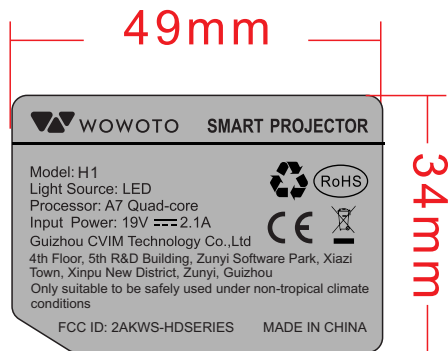 49mm
WOWOTO SMART PROJECTOR
Model: H1
Light Source: LED
Processor: A7 Quad-core
Input Power: 19V ⎓ 2.1A
Guizhou CVIM Technology Co.,Ltd
4th Floor, 5th R&D Building, Zunyi Software Park, Xiazi
Town, Xinpu New District, Zunyi, Guizhou
Only suitable to be safely used under non-tropical climate
conditions
FCC ID: 2AKWS-HDSERIES MADE IN CHINA
RoHS
CE
34mm